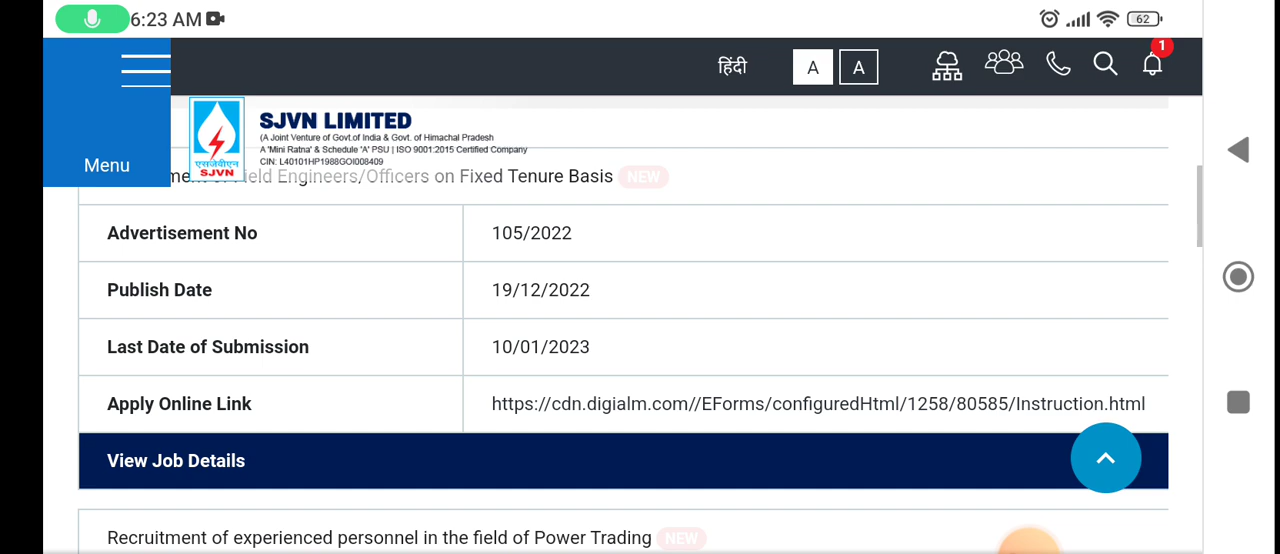 6:23 AM
62
हिंदी
A
A
1
Menu
एसजेवीएन
SJVN
SJVN LIMITED
(A Joint Venture of Govt.of India & Govt. of Himachal Pradesh
A 'Mini Ratna' & Schedule 'A' PSU | ISO 9001:2015 Certified Company
CIN: L40101HP1988GOI008409
Field Engineers/Officers on Fixed Tenure Basis NEW
Advertisement No 105/2022
Publish Date 19/12/2022
Last Date of Submission 10/01/2023
Apply Online Link https://cdn.digialm.com//EForms/configuredHtml/1258/80585/Instruction.html
View Job Details
Recruitment of experienced personnel in the field of Power Trading NEW